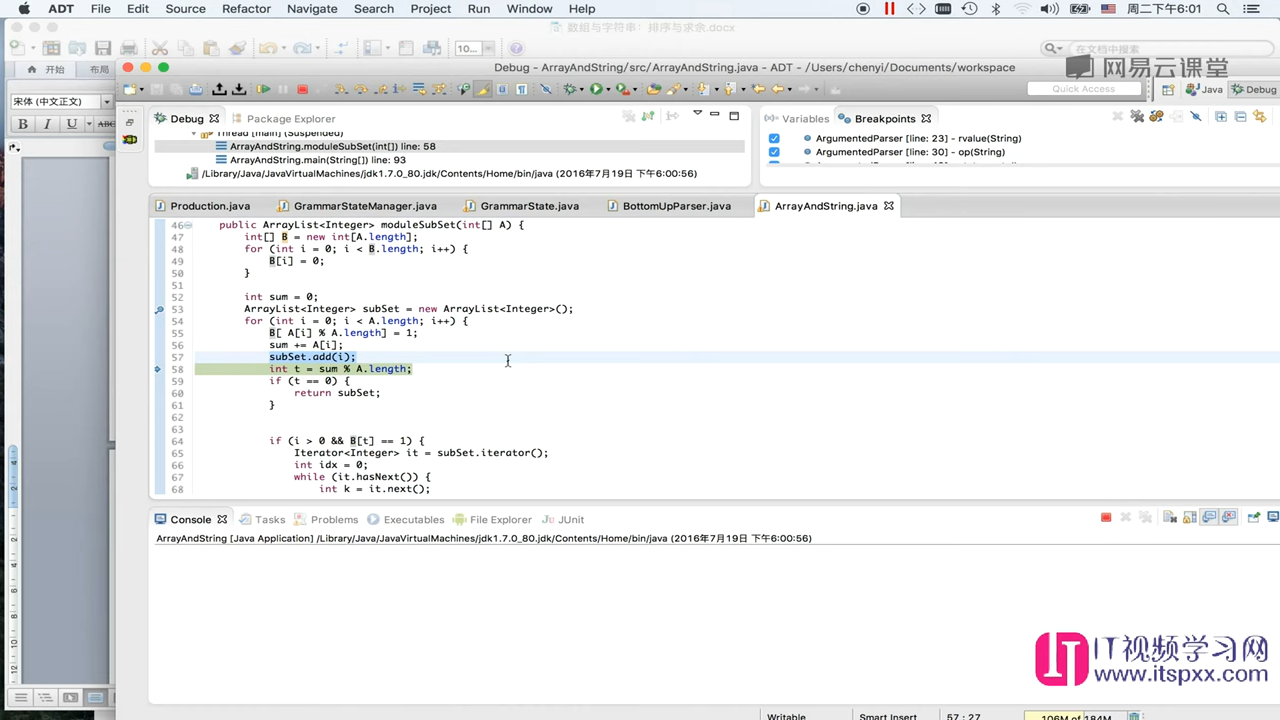 ADT File Edit Source Refactor Navigate Search Project Run Window Help 周二下午6:01
数组与字符串：排序与求余.docx
10...
在文档中搜索
开始 布局
Debug - ArrayAndString/src/ArrayAndString.java - ADT - /Users/chenyi/Documents/workspace
网易云课堂
宋体 (中文正文)
Quick Access
Java Debug
B I U ABC
Debug Package Explorer
Variables Breakpoints
Thread [main] (Suspended)
ArrayAndString.moduleSubSet(int[]) line: 58
ArrayAndString.main(String[]) line: 93
/Library/Java/JavaVirtualMachines/jdk1.7.0_80.jdk/Contents/Home/bin/java (2016年7月19日 下午6:00:56)
ArgumentedParser [line: 23] - rvalue(String)
ArgumentedParser [line: 30] - op(String)
Production.java GrammarStateManager.java GrammarState.java BottomUpParser.java ArrayAndString.java
46 public ArrayList<Integer> moduleSubSet(int[] A) {
47 int[] B = new int[A.length];
48 for (int i = 0; i < B.length; i++) {
49 B[i] = 0;
50 }
51
52 int sum = 0;
53 ArrayList<Integer> subSet = new ArrayList<Integer>();
54 for (int i = 0; i < A.length; i++) {
55 B[ A[i] % A.length] = 1;
56 sum += A[i];
57 subSet.add(i);
58 int t = sum % A.length;
59 if (t == 0) {
60 return subSet;
61 }
62
63
64 if (i > 0 && B[t] == 1) {
65 Iterator<Integer> it = subSet.iterator();
66 int idx = 0;
67 while (it.hasNext()) {
68 int k = it.next();
Console Tasks Problems Executables File Explorer JUnit
ArrayAndString [Java Application] /Library/Java/JavaVirtualMachines/jdk1.7.0_80.jdk/Contents/Home/bin/java (2016年7月19日 下午6:00:56)
IT IT视频学习网
www.itspxx.com
Writable Smart Insert 57 : 27 106M of 184M